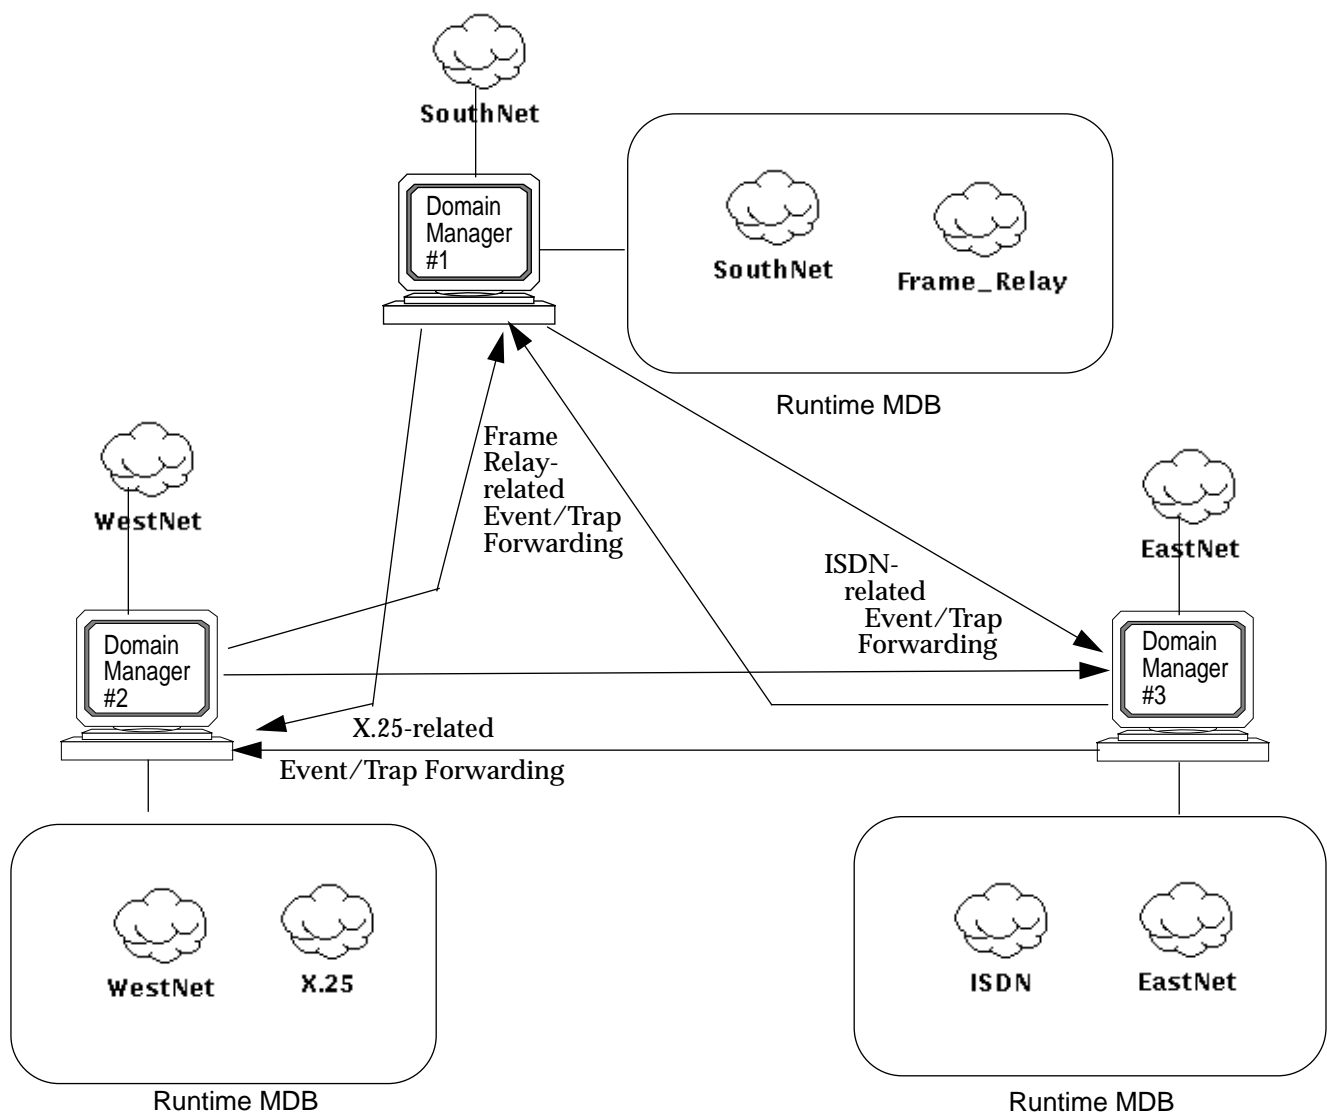 SouthNet
Domain
Manager
#1
SouthNet
Frame_Relay
Runtime MDB
WestNet
Frame
Relay-
related
Event/Trap
Forwarding
EastNet
ISDN-
related
Event/Trap
Forwarding
Domain
Manager
#2
Domain
Manager
#3
X.25-related
Event/Trap Forwarding
WestNet
X.25
Runtime MDB
ISDN
EastNet
Runtime MDB